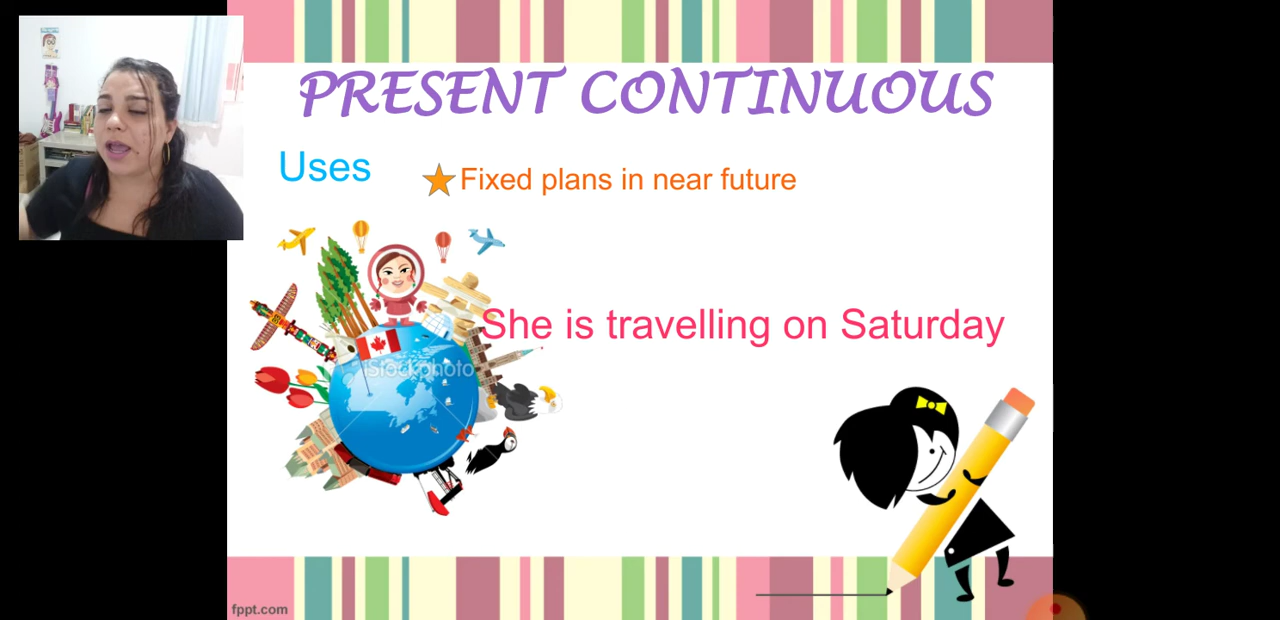 PRESENT CONTINUOUS
Uses
Fixed plans in near future
She is travelling on Saturday
iStockphoto
fppt.com